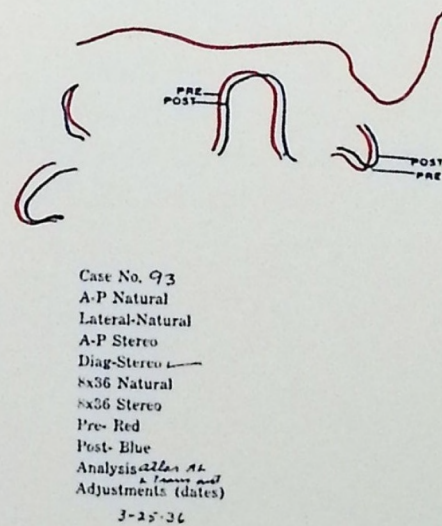 PRE
POST
POST
PRE
Case No. 93
A-P Natural
Lateral-Natural
A-P Stereo
Diag-Stereo
8x36 Natural
8x36 Stereo
Pre- Red
Post- Blue
Analysis atlas
Adjustments (dates)
3-25-36